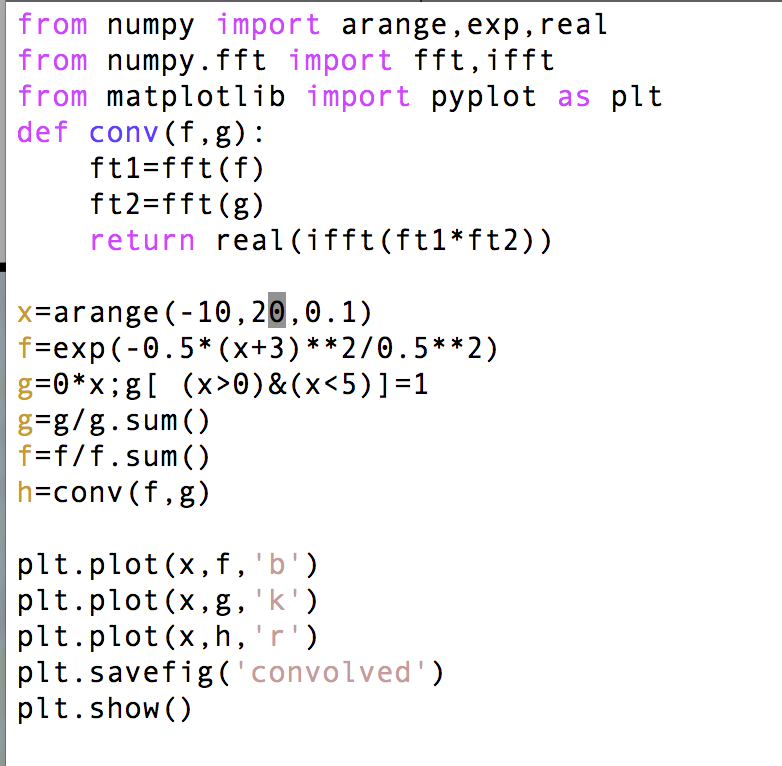 from numpy import arange,exp,real
from numpy.fft import fft,ifft
from matplotlib import pyplot as plt
def conv(f,g):
    ft1=fft(f)
    ft2=fft(g)
    return real(ifft(ft1*ft2))

x=arange(-10,20,0.1)
f=exp(-0.5*(x+3)**2/0.5**2)
g=0*x;g[ (x>0)&(x<5)]=1
g=g/g.sum()
f=f/f.sum()
h=conv(f,g)

plt.plot(x,f,'b')
plt.plot(x,g,'k')
plt.plot(x,h,'r')
plt.savefig('convolved')
plt.show()